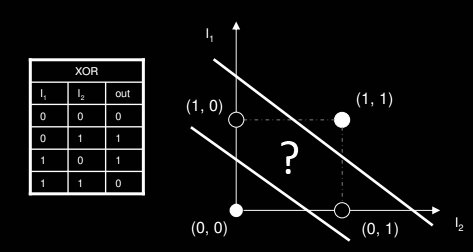 XOR
I₁ I₂ out
0 0 0
0 1 1
1 0 1
1 1 0
I₁
(1, 0)
(1, 1)
?
(0, 0)
(0, 1)
I₂